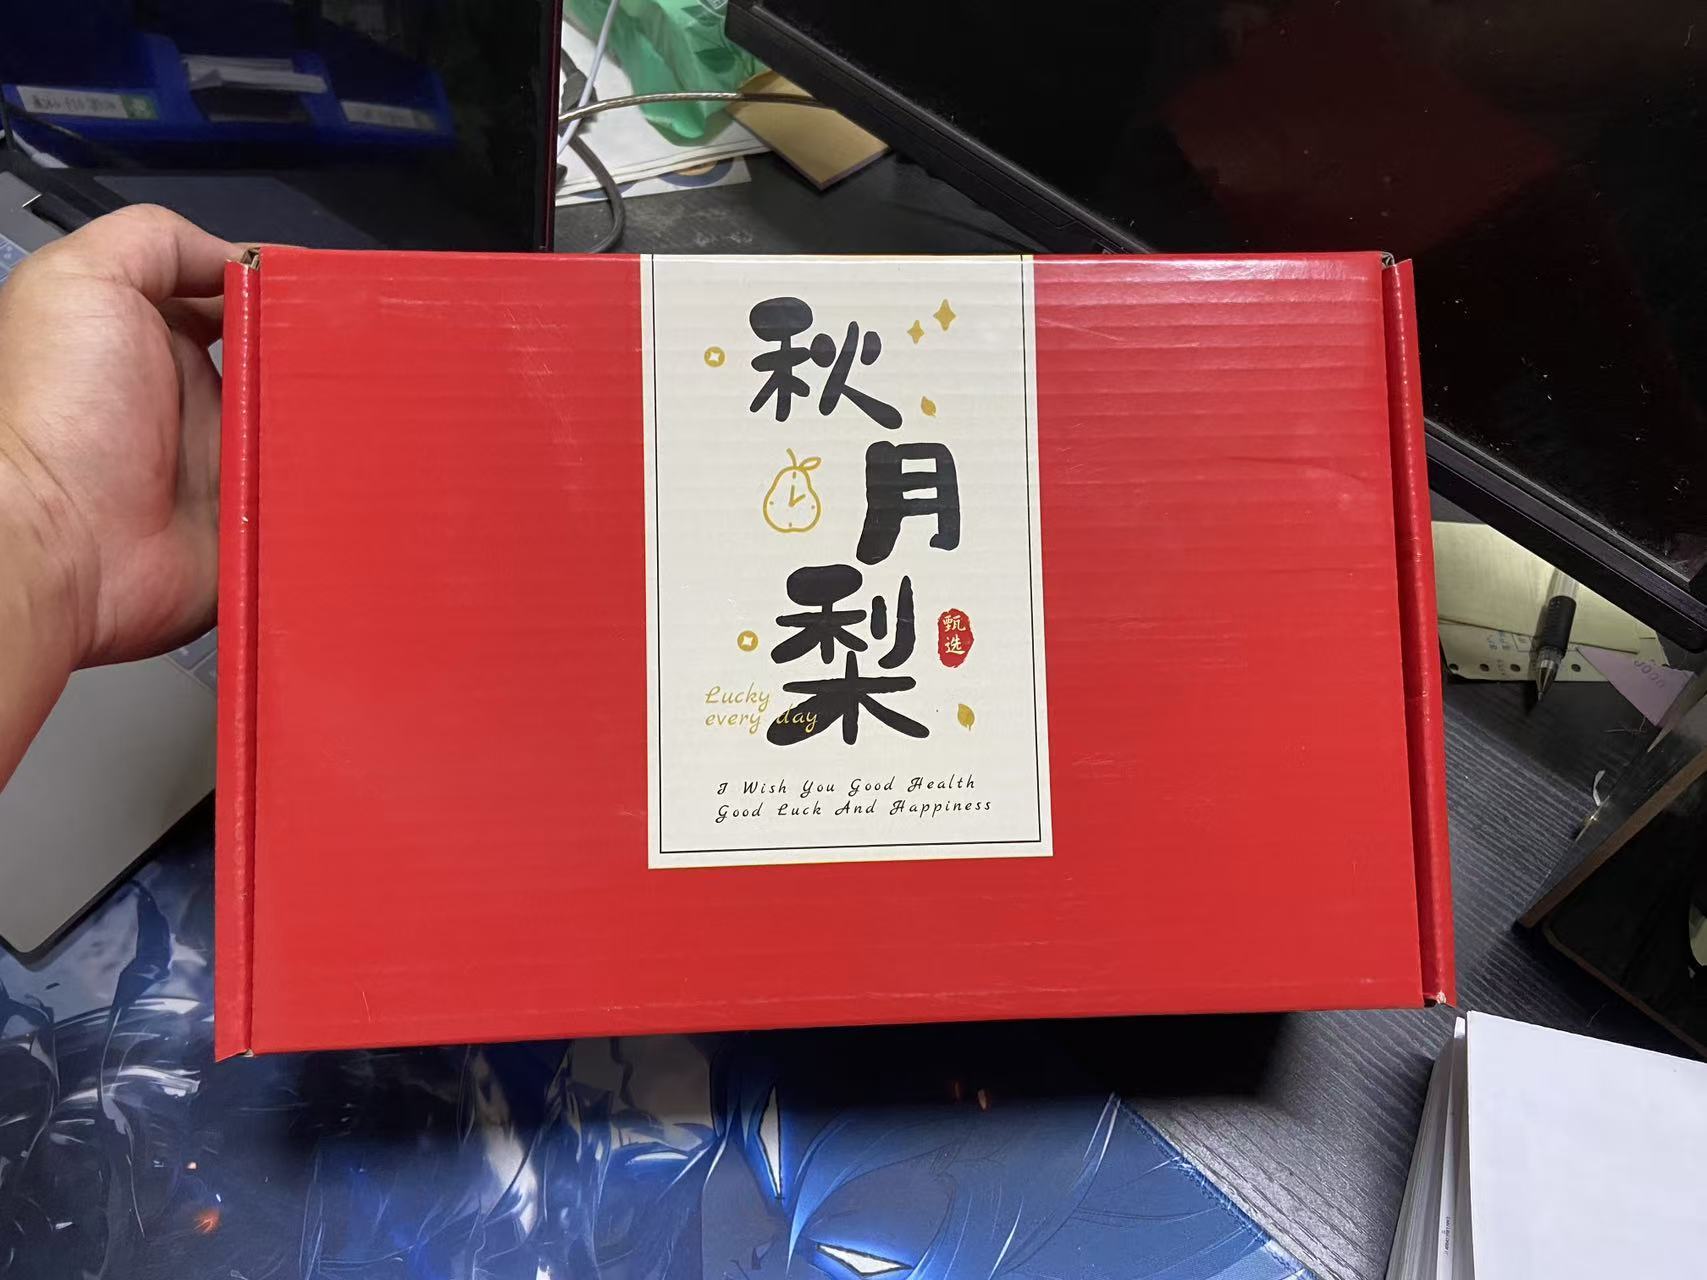 秋月梨
甄选
Lucky
every day
I Wish You Good Health
Good Luck And Happiness